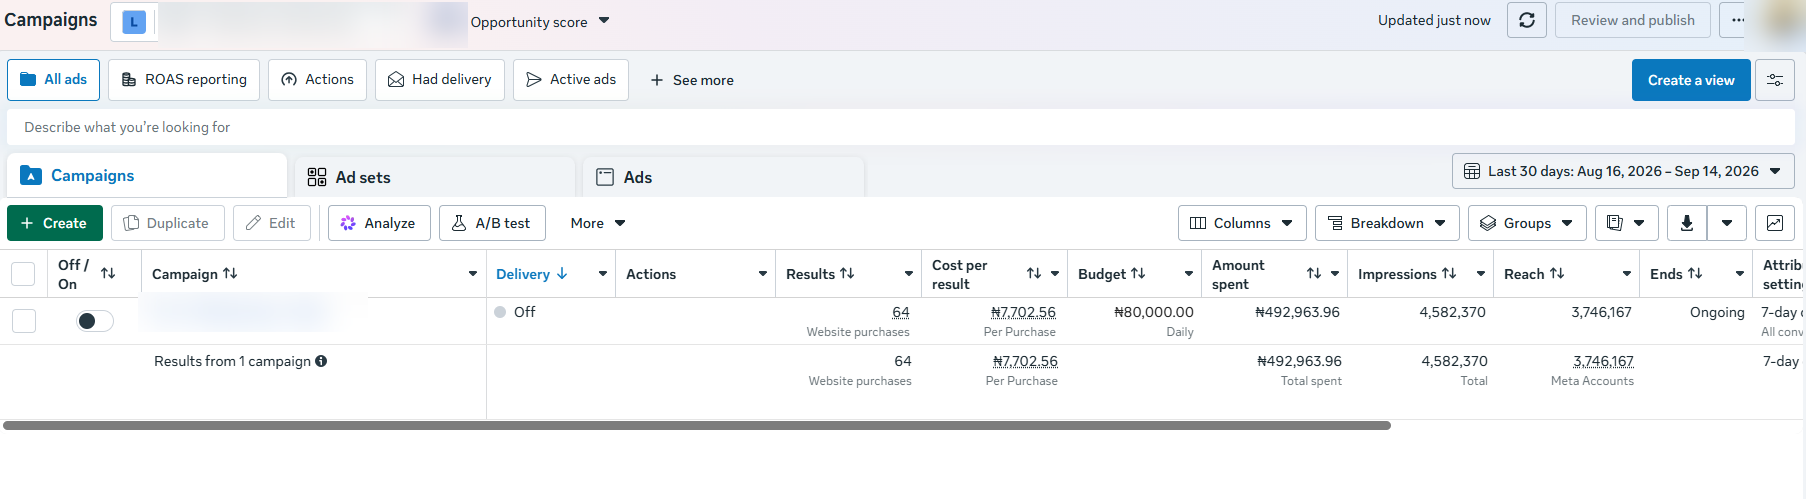 Campaigns L Opportunity score Updated just now Review and publish ...
All ads ROAS reporting Actions Had delivery Active ads + See more Create a view
Describe what you're looking for
Campaigns Ad sets Ads Last 30 days: Aug 16, 2026 – Sep 14, 2026
+ Create Duplicate Edit Analyze A/B test More Columns Breakdown Groups
Off / On Campaign Delivery Actions Results Cost per result Budget Amount spent Impressions Reach Ends Attrib settin
Off 64 ₦7,702.56 ₦80,000.00 ₦492,963.96 4,582,370 3,746,167 Ongoing 7-day c
Website purchases Per Purchase Daily All conv
Results from 1 campaign 64 ₦7,702.56 ₦492,963.96 4,582,370 3,746,167 7-day
Website purchases Per Purchase Total spent Total Meta Accounts